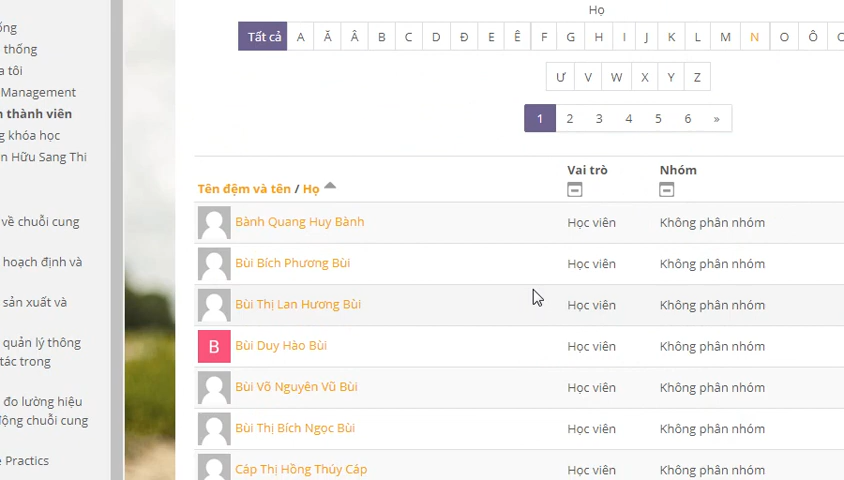 Họ
Tất cả A Ă Â B C D Đ E Ê F G H I J K L M N O Ô
Ư V W X Y Z
1 2 3 4 5 6 »
Vai trò Nhóm
Tên đệm và tên / Họ
Bành Quang Huy Bành Học viên Không phân nhóm
Bùi Bích Phương Bùi Học viên Không phân nhóm
Bùi Thị Lan Hương Bùi Học viên Không phân nhóm
B Bùi Duy Hào Bùi Học viên Không phân nhóm
Bùi Võ Nguyên Vũ Bùi Học viên Không phân nhóm
Bùi Thị Bích Ngọc Bùi Học viên Không phân nhóm
Cáp Thị Hồng Thúy Cáp Học viên Không phân nhóm
thống
a tôi
Management
thành viên
khóa học
n Hữu Sang Thi
về chuỗi cung
hoạch định và
sản xuất và
quản lý thông
tác trong
đo lường hiệu
động chuỗi cung
Practics